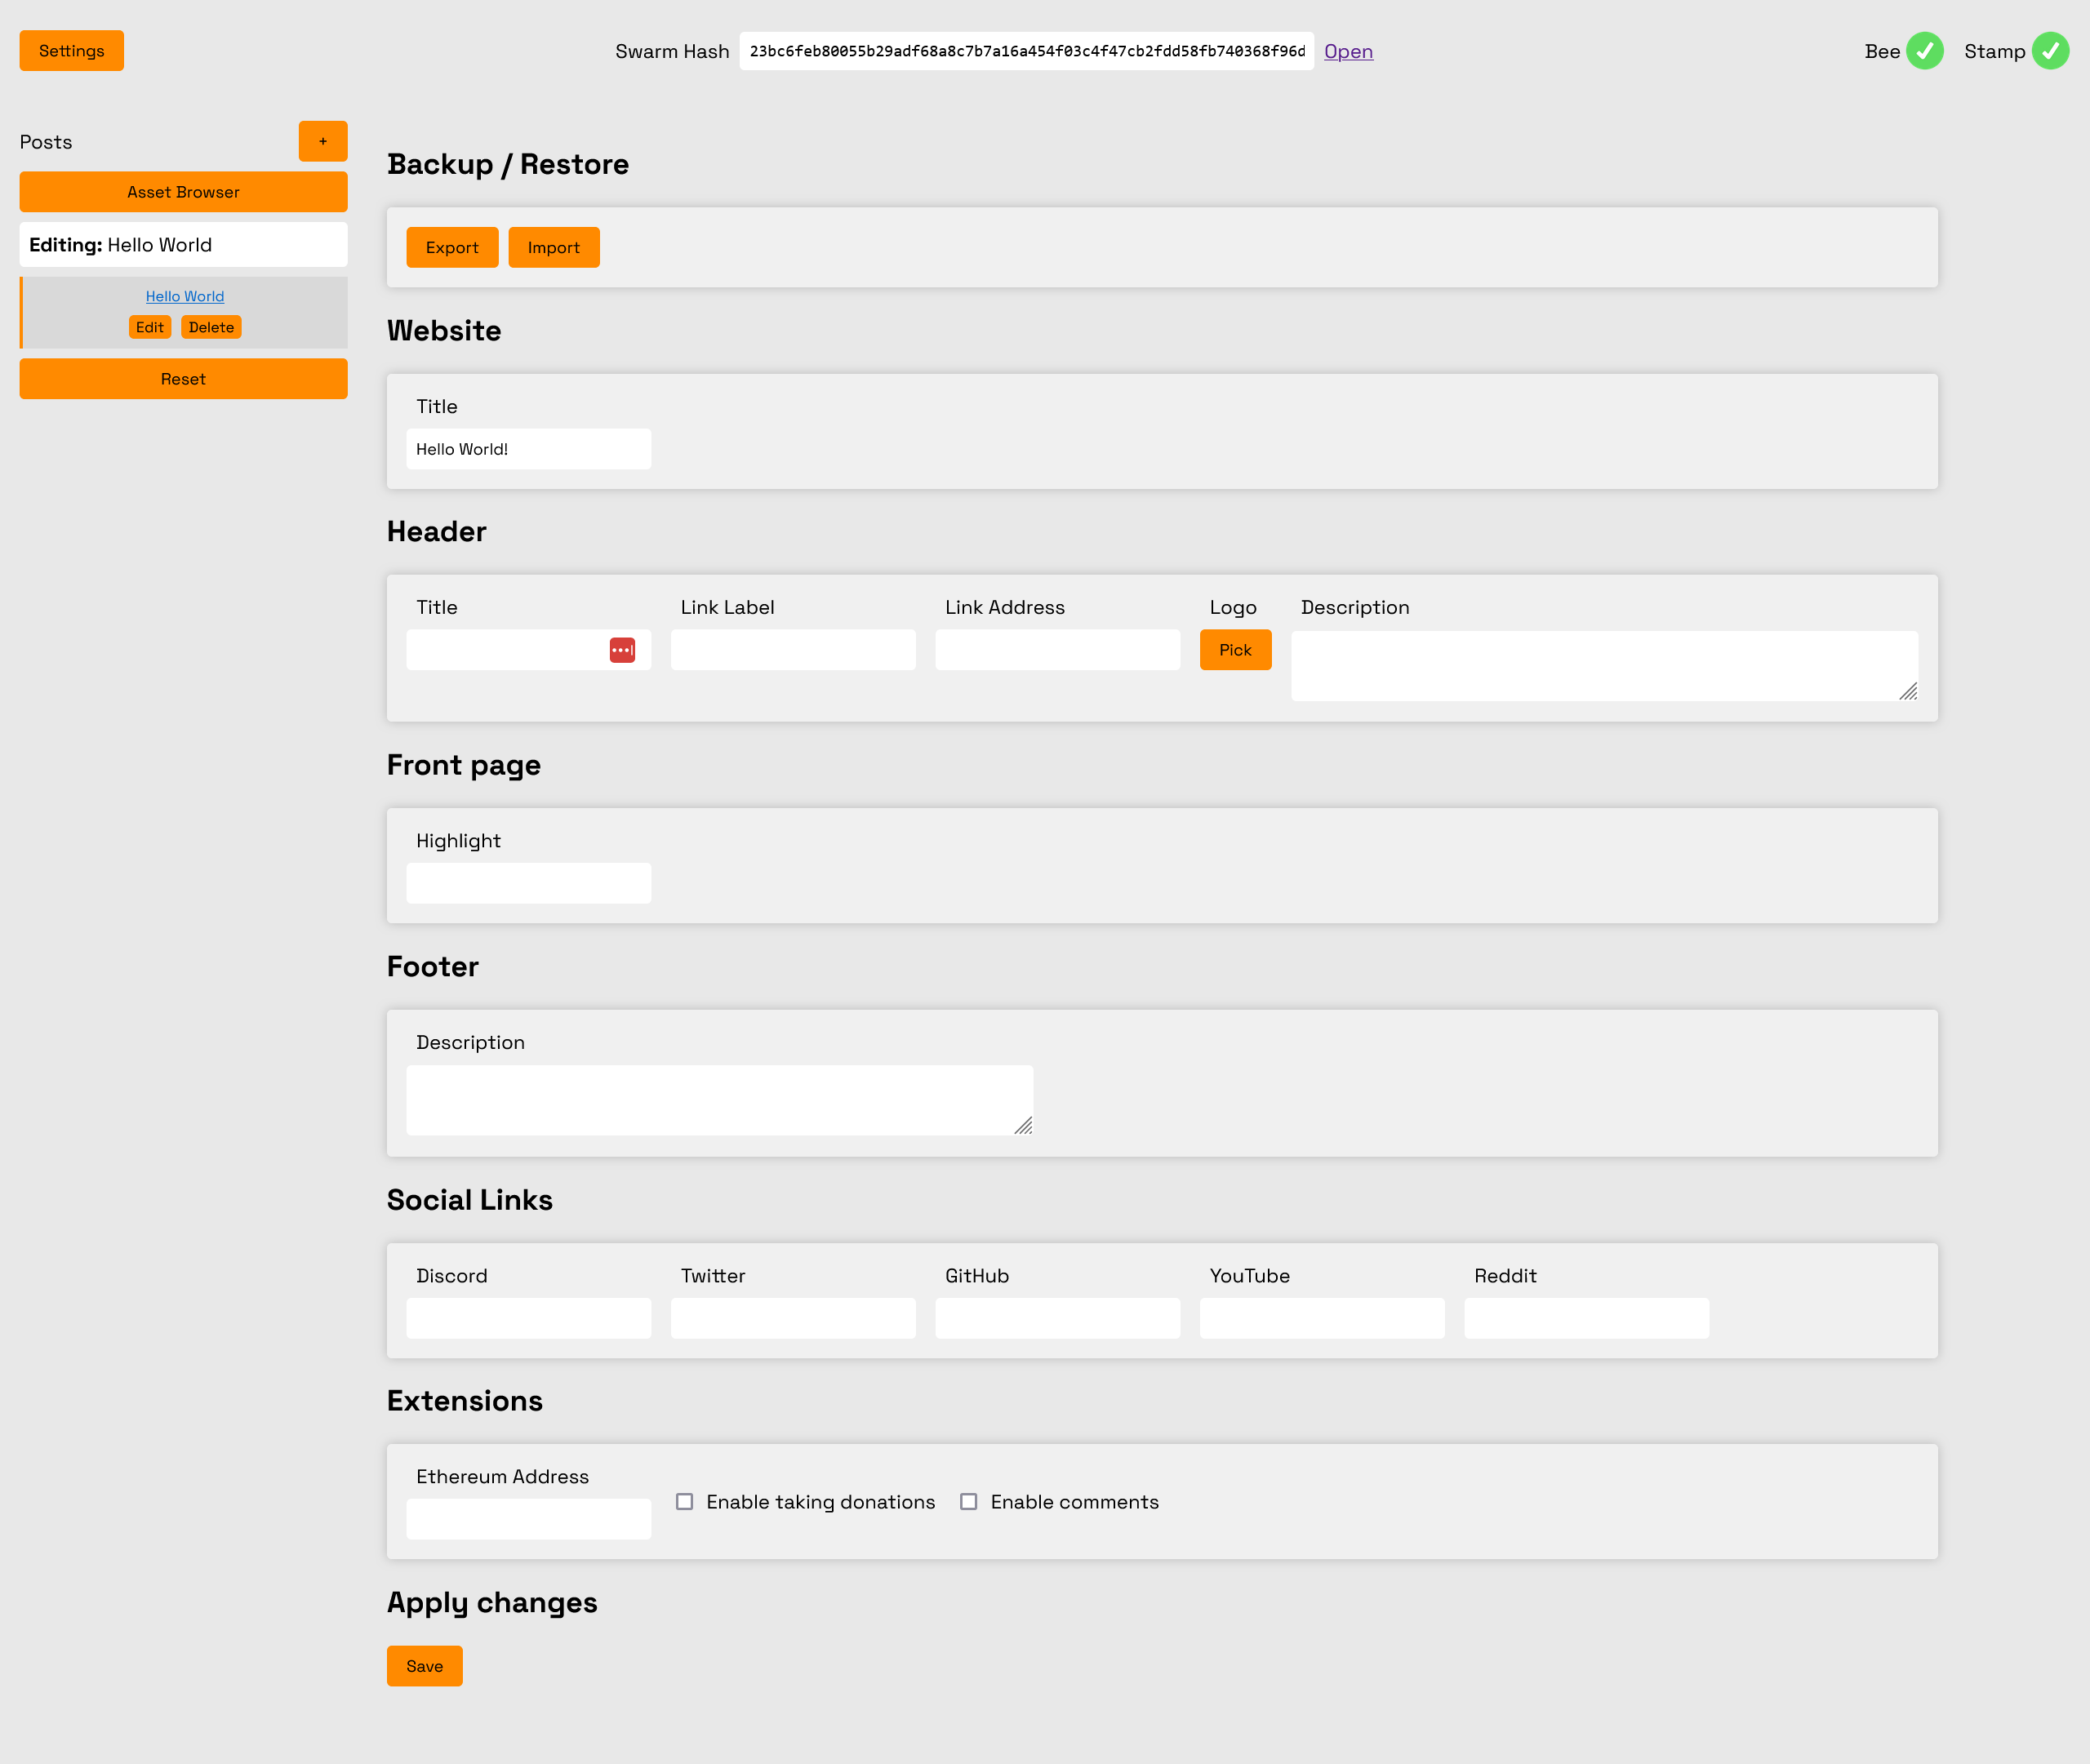 Settings
Swarm Hash 23bc6feb80055b29adf68a8c7b7a16a454f03c4f47cb2fdd58fb740368f96d Open
Bee Stamp
Posts +
Asset Browser
Editing: Hello World
Hello World
Edit Delete
Reset
Backup / Restore
Export Import
Website
Title
Hello World!
Header
Title Link Label Link Address Logo Description
Pick
Front page
Highlight
Footer
Description
Social Links
Discord Twitter GitHub YouTube Reddit
Extensions
Ethereum Address
Enable taking donations Enable comments
Apply changes
Save